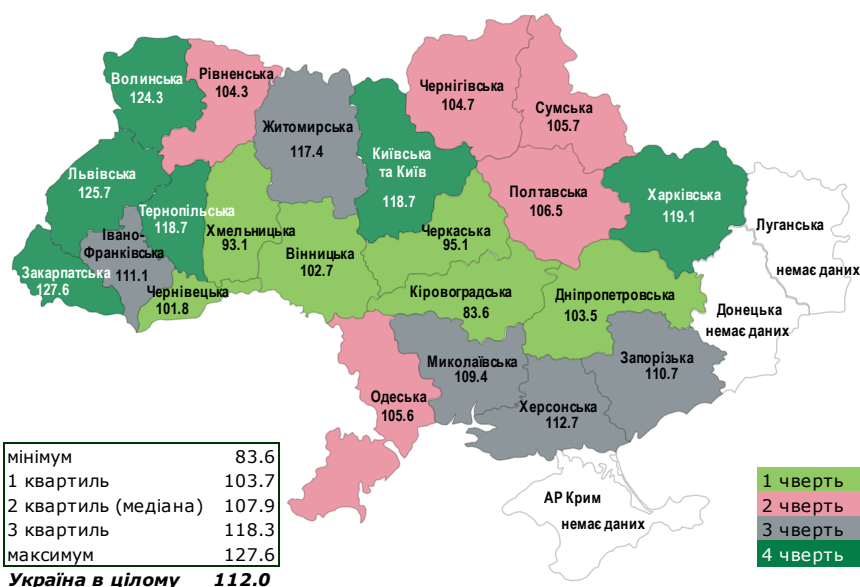 Волинська
124.3
Рівненська
104.3
Житомирська
117.4
Чернігівська
104.7
Сумська
105.7
Київська
та Київ
118.7
Львівська
125.7
Тернопільська
118.7
Хмельницька
93.1
Вінницька
102.7
Черкаська
95.1
Полтавська
106.5
Харківська
119.1
Луганська
немає даних
Івано-
Франківська
111.1
Закарпатська
127.6
Чернівецька
101.8
Кіровоградська
83.6
Дніпропетровська
103.5
Донецька
немає даних
Миколаївська
109.4
Запорізька
110.7
Одеська
105.6
Херсонська
112.7
АР Крим
немає даних
мінімум 83.6
1 квартиль 103.7
2 квартиль (медіана) 107.9
3 квартиль 118.3
максимум 127.6
Україна в цілому 112.0
1 чверть
2 чверть
3 чверть
4 чверть